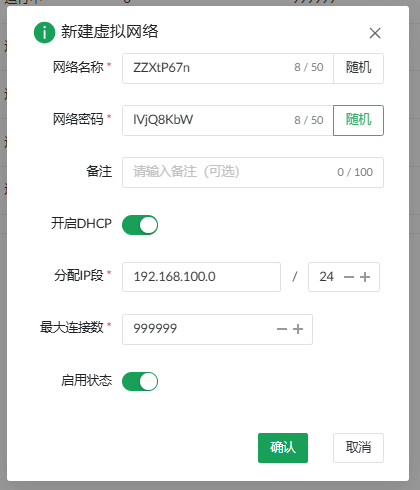 新建虚拟网络
网络名称 * ZZXtP67n 8 / 50 随机
网络密码 * lVjQ8KbW 8 / 50 随机
备注 请输入备注（可选） 0 / 100
开启DHCP
分配IP段 * 192.168.100.0 / 24
最大连接数 * 999999
启用状态
确认 取消